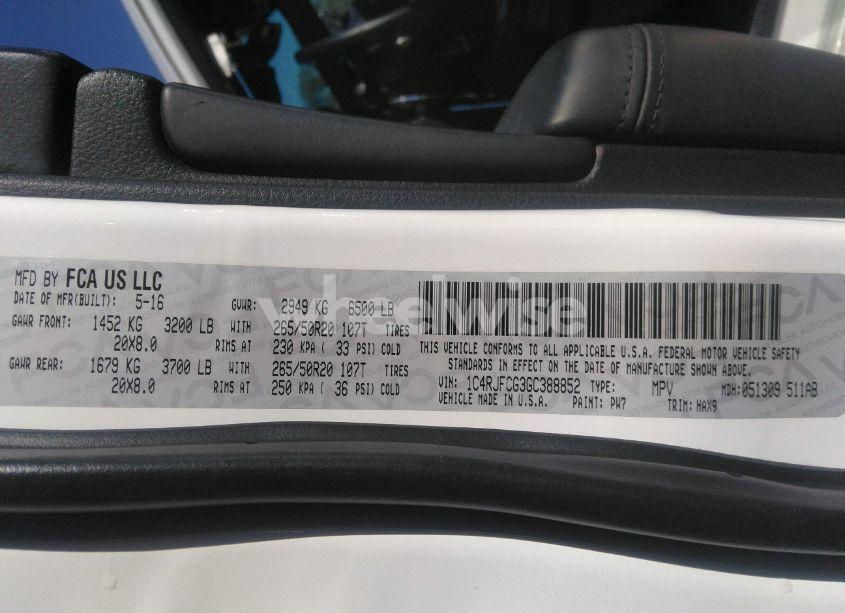 MFD BY FCA US LLC
DATE OF MFR(BUILT): 5-16 GVWR: 2949 KG 6500 LB
GAWR FRONT: 1452 KG 3200 LB WITH 265/50R20 107T TIRES
20X8.0 RIMS AT 230 KPA ( 33 PSI) COLD
GAWR REAR: 1679 KG 3700 LB WITH 265/50R20 107T TIRES
20X8.0 RIMS AT 250 KPA ( 36 PSI) COLD
THIS VEHICLE CONFORMS TO ALL APPLICABLE U.S.A. FEDERAL MOTOR VEHICLE SAFETY
STANDARDS IN EFFECT ON THE DATE OF MANUFACTURE SHOWN ABOVE.
VIN: 1C4RJFCG3GC388852 TYPE: MPV MDH: 051309 511AB
VEHICLE MADE IN U.S.A. PAINT: PW7 TRIM: HAX9
wheelwise